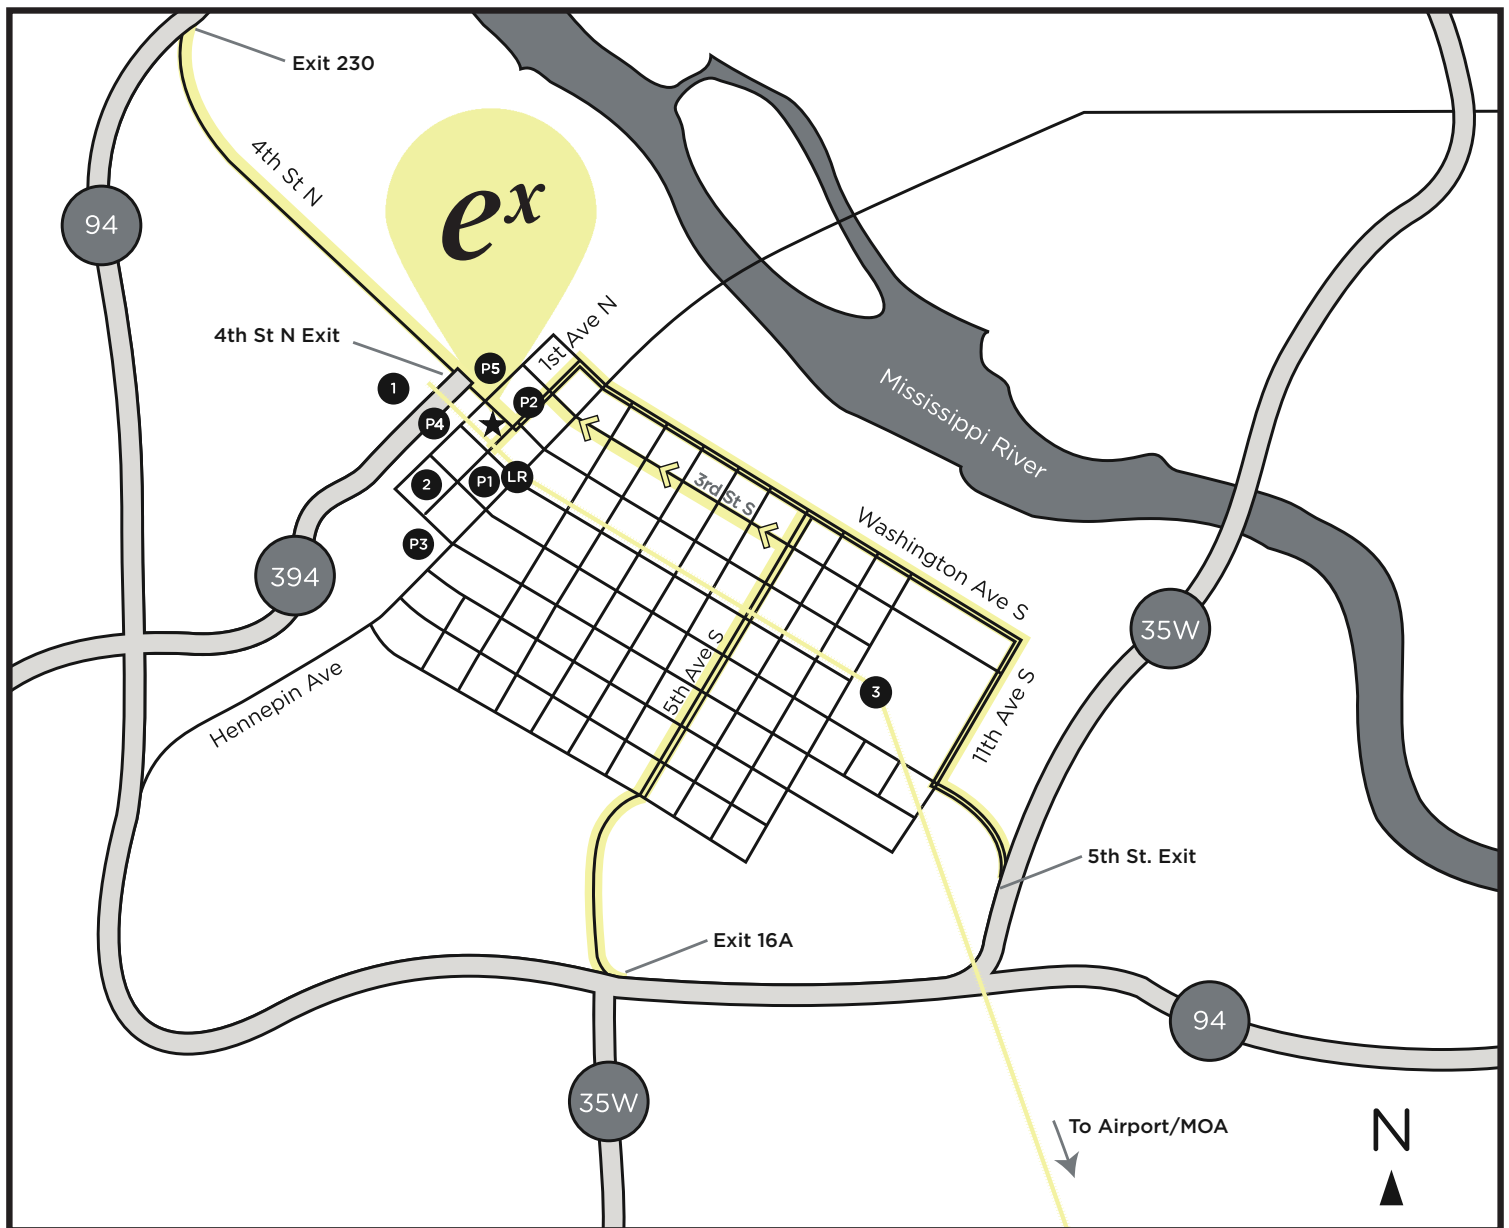 Exit 230
4th St N
94
ex
4th St N Exit
1st Ave N
P5
1
P2
P4
Mississippi River
LR
P1
2
3rd St S
Washington Ave S
P3
394
35W
5th Ave S
3
Hennepin Ave
11th Ave S
5th St. Exit
Exit 16A
94
35W
To Airport/MOA
N